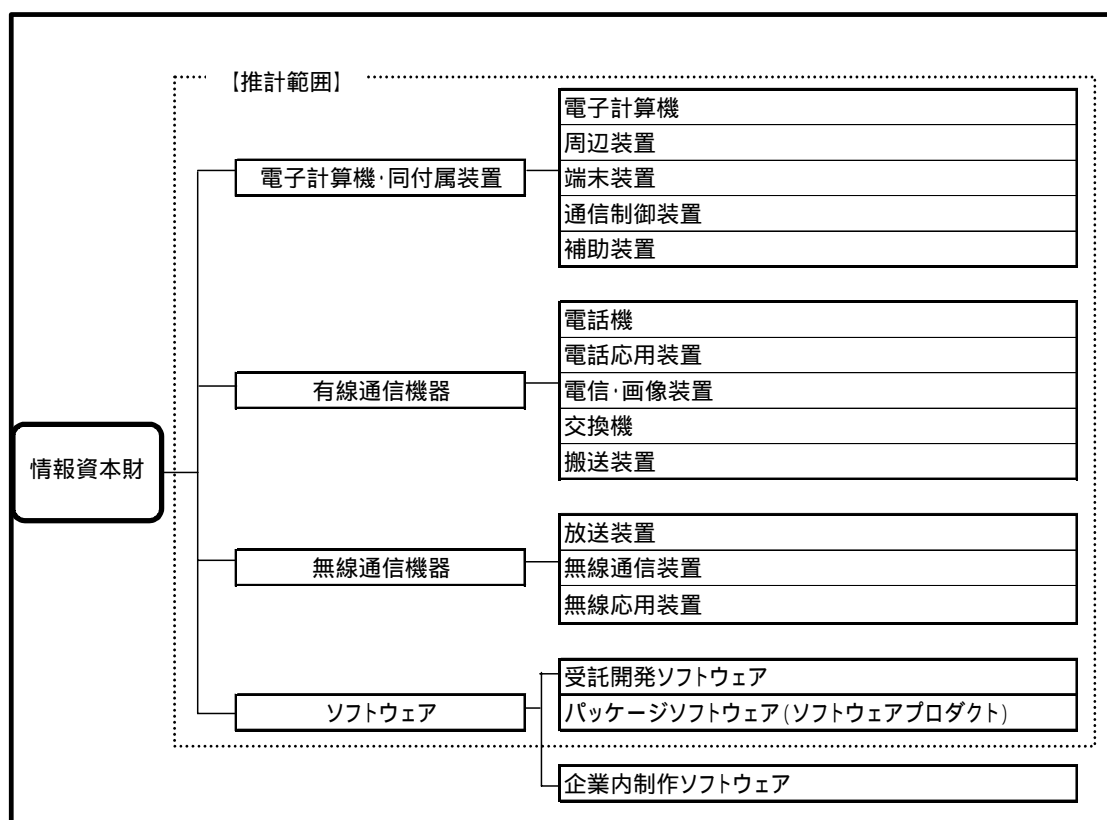 【推計範囲】
電子計算機
周辺装置
電子計算機・同付属装置
端末装置
通信制御装置
補助装置
電話機
電話応用装置
有線通信機器
電信・画像装置
交換機
搬送装置
情報資本財
放送装置
無線通信機器
無線通信装置
無線応用装置
受託開発ソフトウェア
ソフトウェア
パッケージソフトウェア(ソフトウェアプロダクト)
企業内制作ソフトウェア